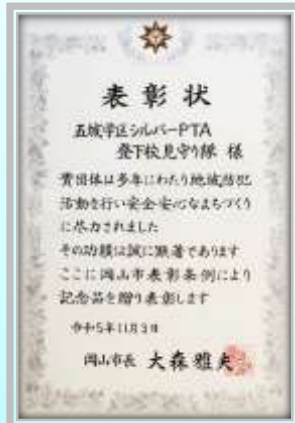 表彰状
五城学区シルバーPTA
登下校見守り隊 様
貴団体は多年にわたり地域防犯
活動を行い安全安心なまちづくり
に尽力されました
その功績は誠に顕著であります
ここに岡山市表彰条例により
記念品を贈り表彰します
令和5年11月3日
岡山市長 大森雅夫